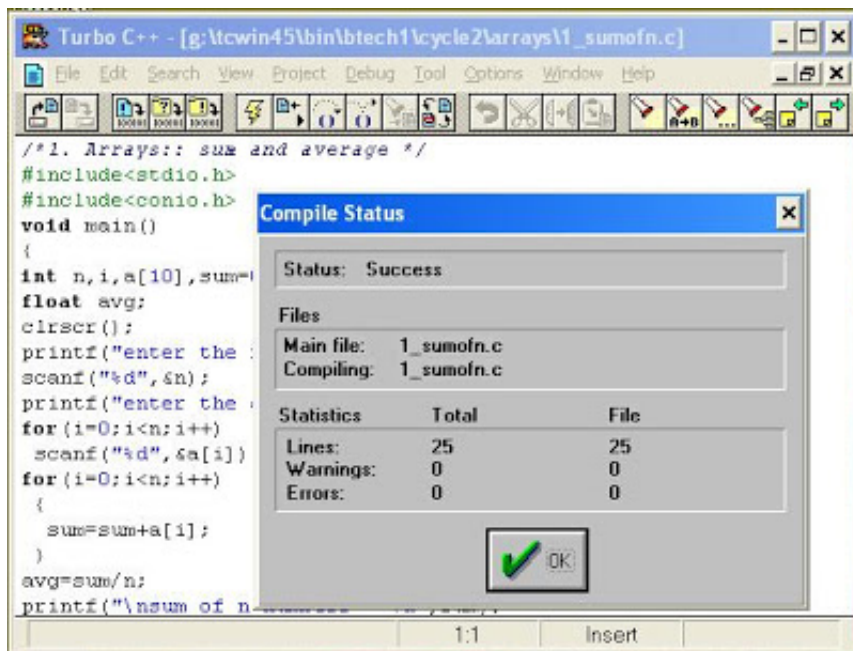 Turbo C++ - [g:\tcwin45\bin\btech1\cycle2\arrays\1_sumofn.c]
File Edit Search View Project Debug Tool Options Window Help
/*1. Arrays:: sum and average */
#include<stdio.h>
#include<conio.h>
void main()
{
int n,i,a[10],sum=
float avg;
clrscr();
printf("enter the
scanf("%d",&n);
printf("enter the
for(i=0;i<n;i++)
scanf("%d",&a[i])
for(i=0;i<n;i++)
{
sum=sum+a[i];
}
avg=sum/n;
printf("\nsum of n
Compile Status
Status: Success
Files
Main file: 1_sumofn.c
Compiling: 1_sumofn.c
Statistics Total File
Lines: 25 25
Warnings: 0 0
Errors: 0 0
OK
1:1 Insert